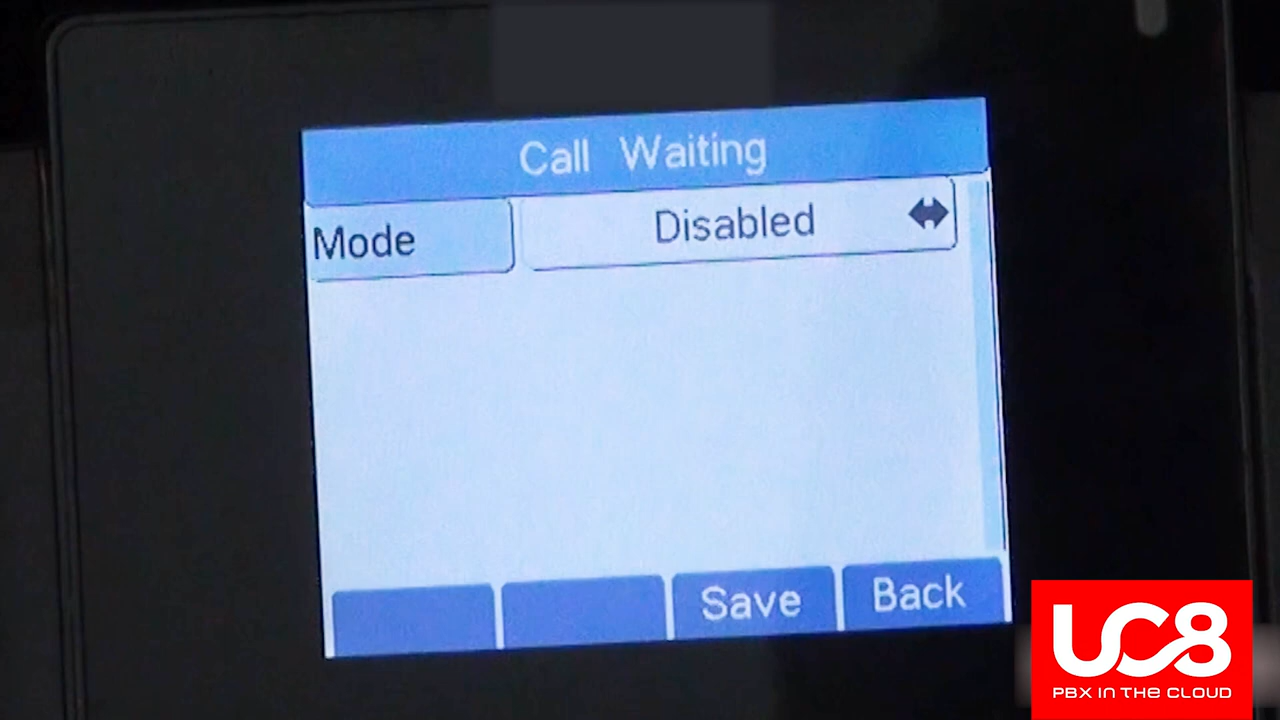 Call Waiting
Mode Disabled
Save Back
UC8
PBX IN THE CLOUD